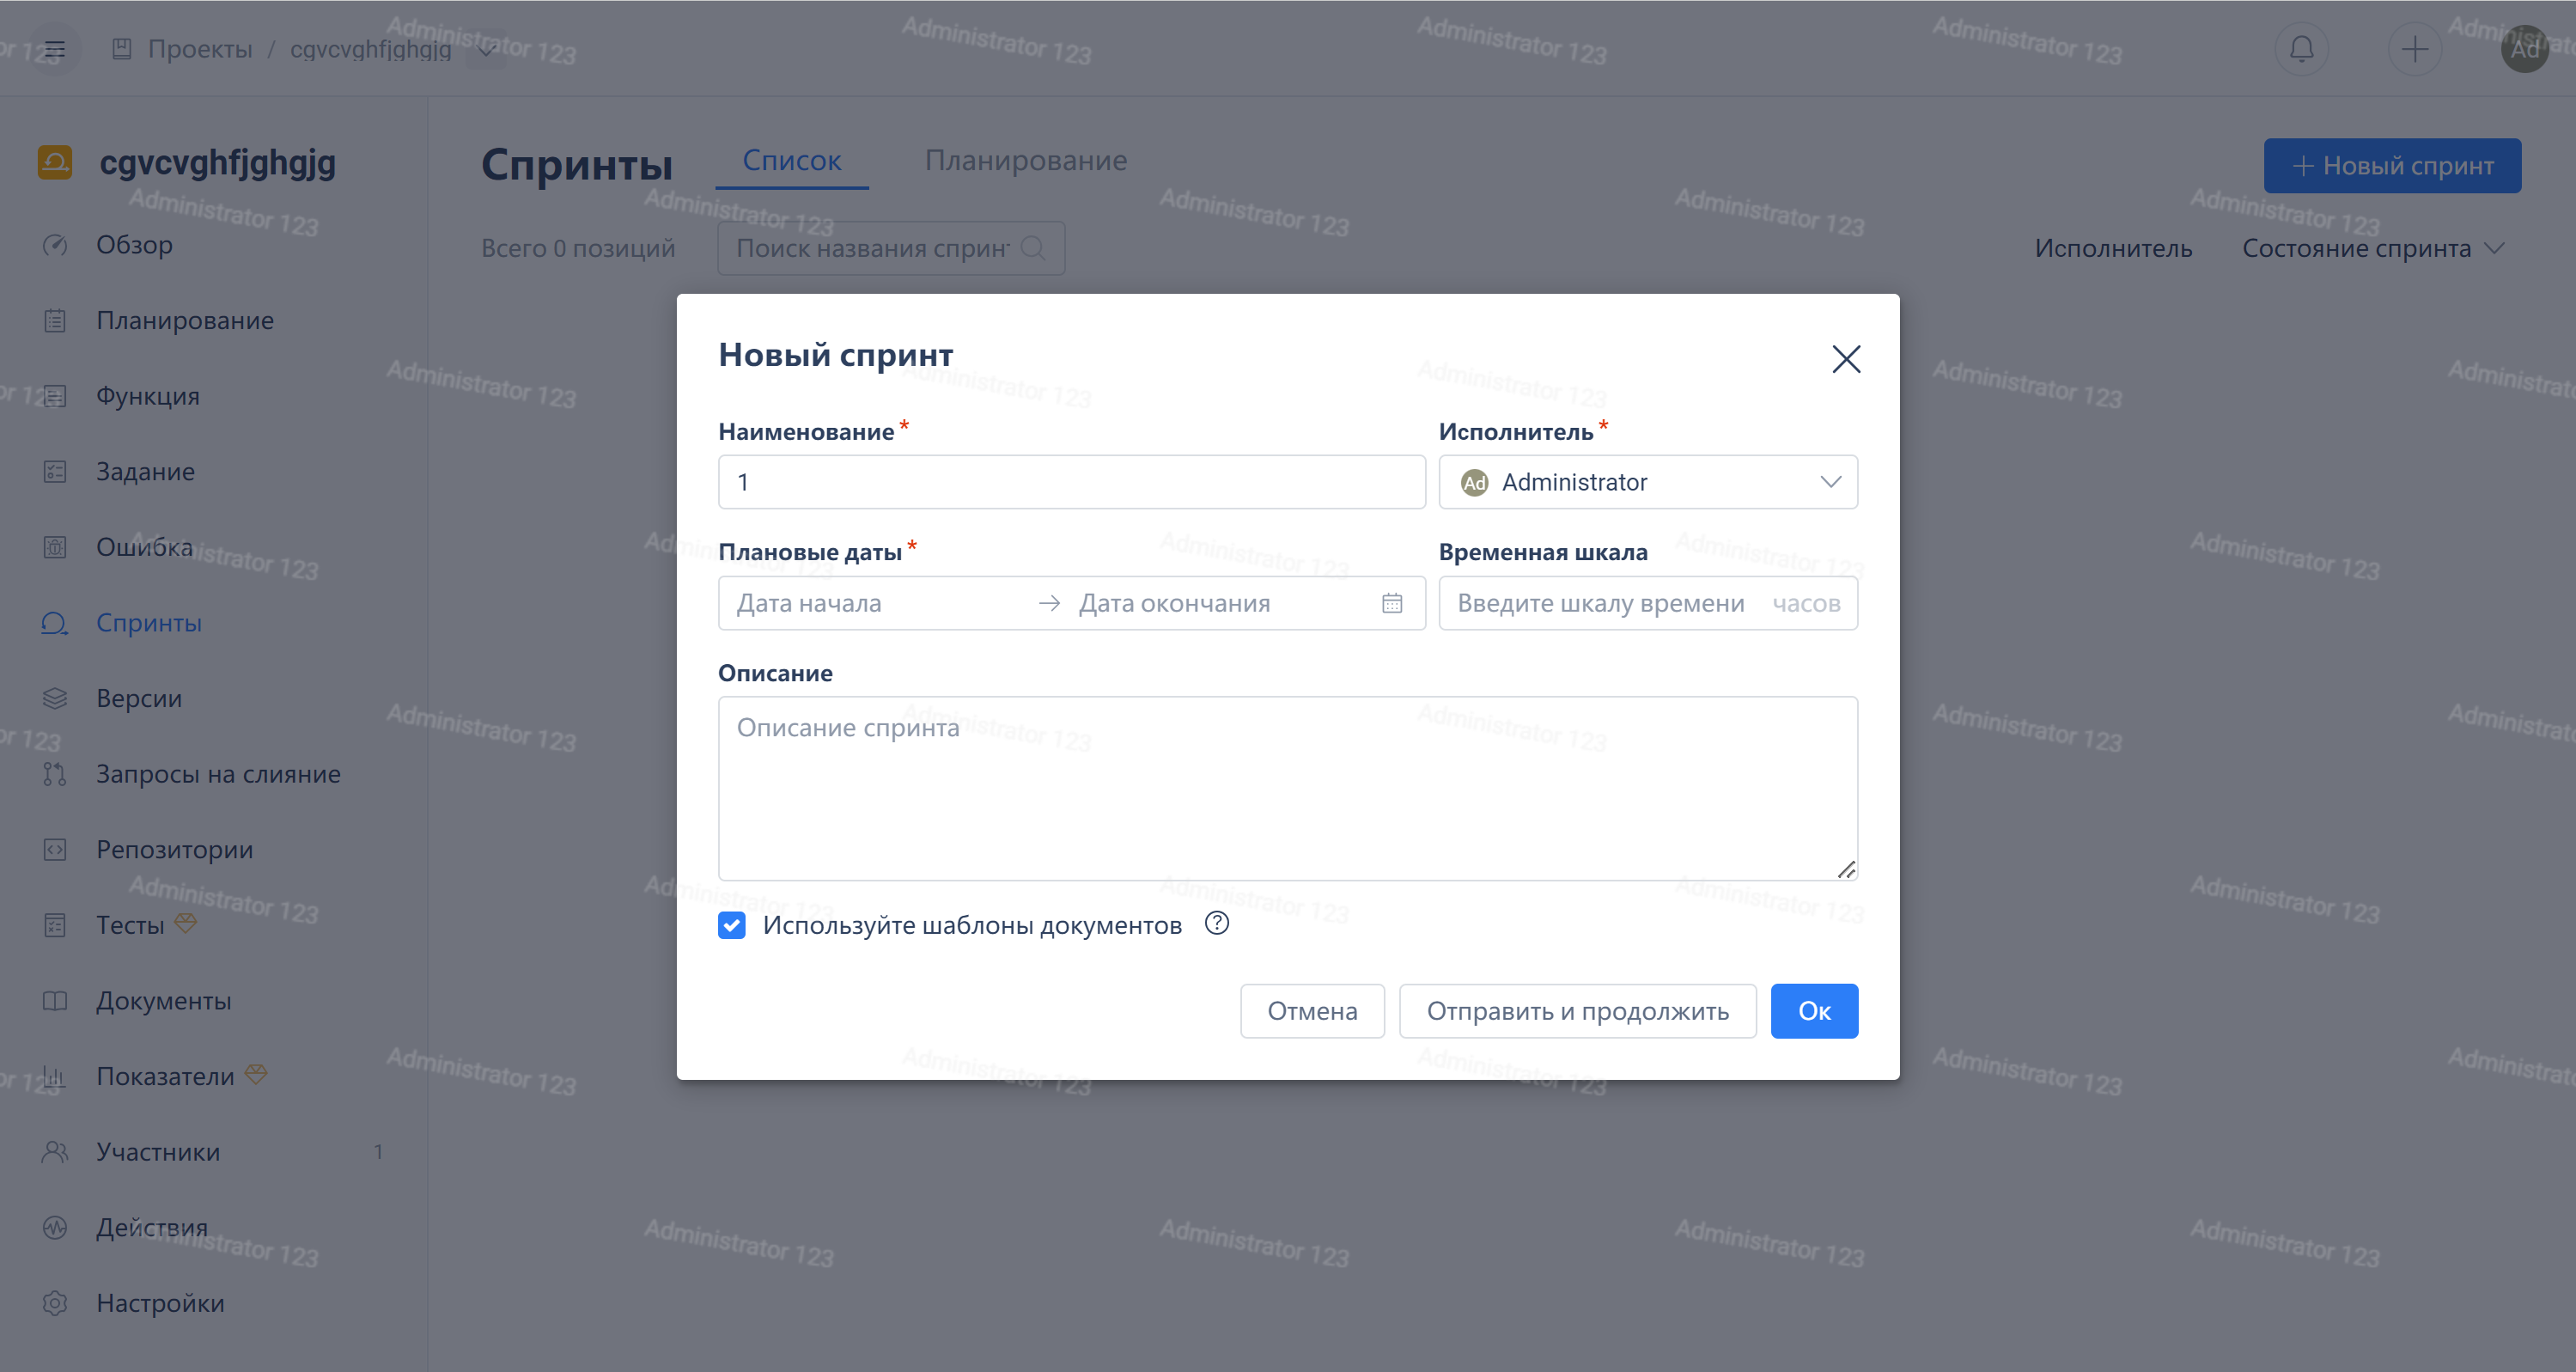 Проекты / cgvcvghfjghgjg
Ad
cgvcvghfjghgjg
Обзор
Планирование
Функция
Задание
Ошибка
Спринты
Версии
Запросы на слияние
Репозитории
Тесты
Документы
Показатели
Участники 1
Действия
Настройки
Спринты Список Планирование
+ Новый спринт
Всего 0 позиций Поиск названия сприн
Исполнитель Состояние спринта
Новый спринт
Наименование *
1
Исполнитель *
Ad Administrator
Плановые даты *
Дата начала → Дата окончания
Временная шкала
Введите шкалу времени часов
Описание
Описание спринта
Используйте шаблоны документов ?
Отмена Отправить и продолжить Ок
Administrator 123